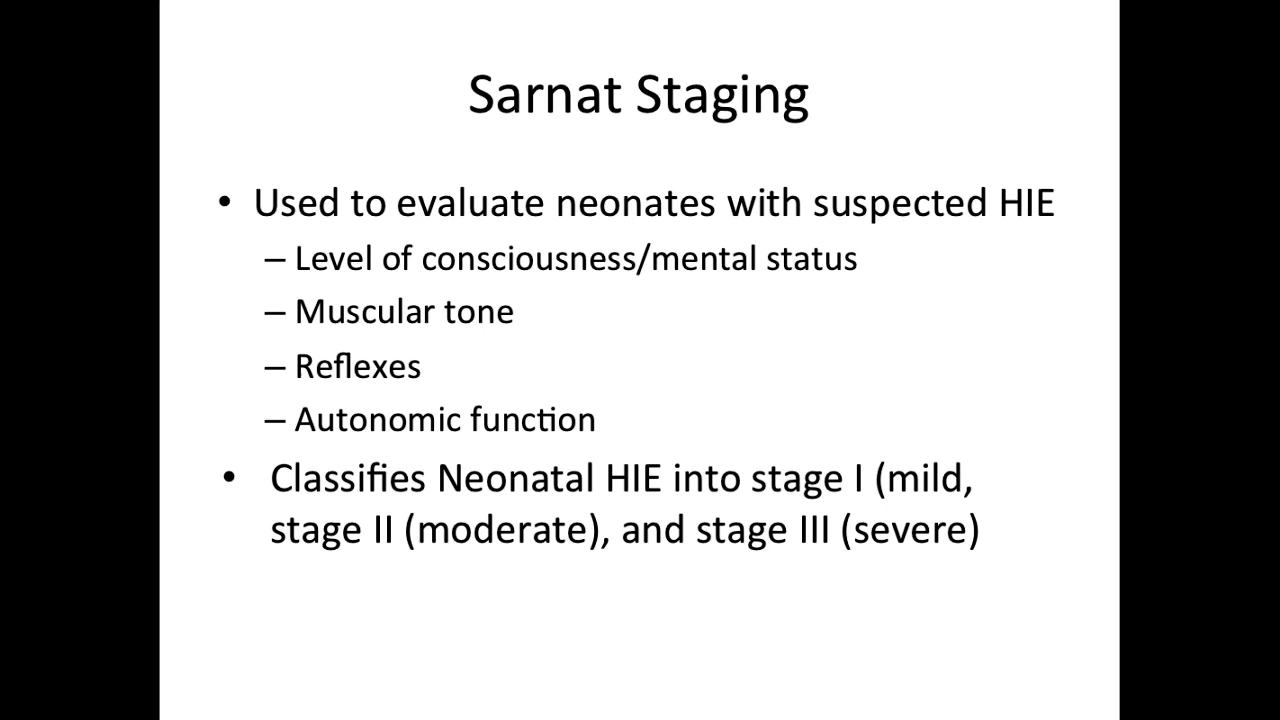 Sarnat Staging
• Used to evaluate neonates with suspected HIE
– Level of consciousness/mental status
– Muscular tone
– Reflexes
– Autonomic function
• Classifies Neonatal HIE into stage I (mild,
stage II (moderate), and stage III (severe)